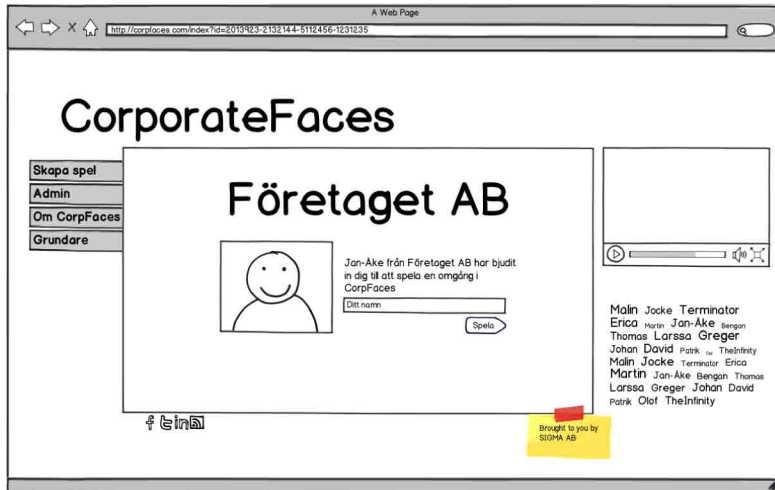 A Web Page
http://corpfaces.com/index?id=2013923-2132144-5112456-1231235
CorporateFaces
Skapa spel
Admin
Om CorpFaces
Grundare
Företaget AB
Jan-Åke från Företaget AB har bjudit
in dig till att spela en omgång i
CorpFaces
Ditt namn
Spela
Malin Jocke Terminator
Erica Martin Jan-Åke Bengan
Thomas Larssa Greger
Johan David Patrik TheInfinity
Malin Jocke Terminator Erica
Martin Jan-Åke Bengan Thomas
Larssa Greger Johan David
Patrik Olof TheInfinity
Brought to you by
SIGMA AB